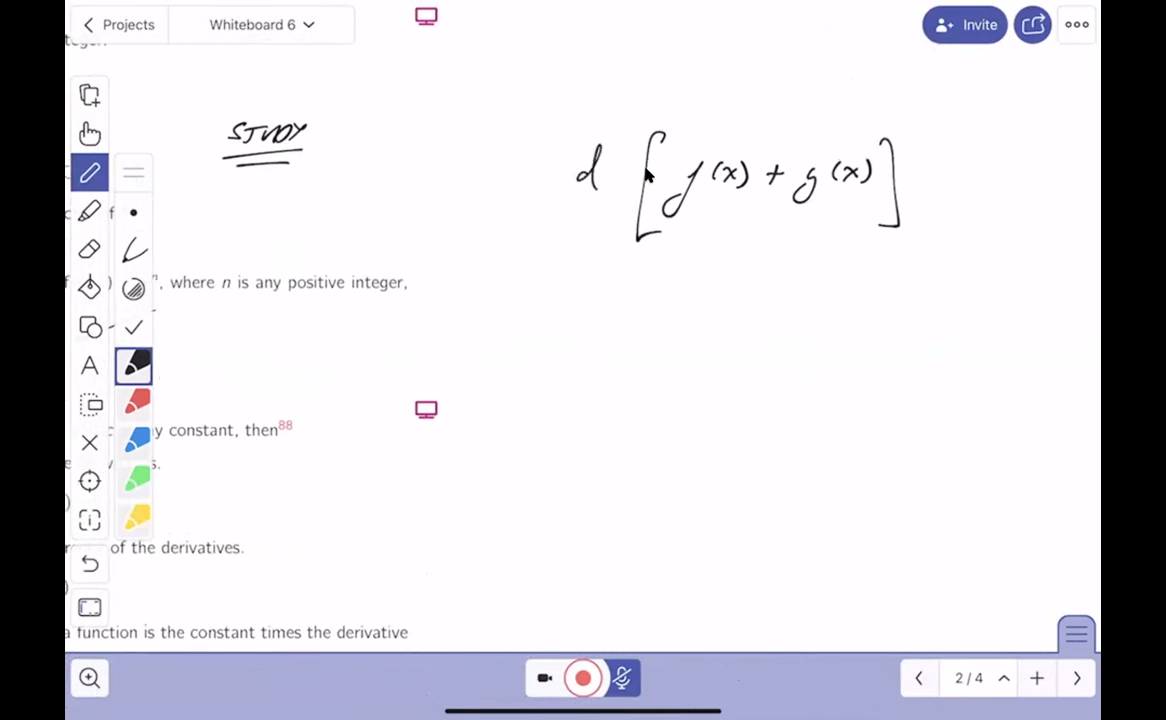 Projects
Whiteboard 6
Invite
STUDY
d [f(x) + g(x)]
n, where n is any positive integer,
A
y constant, then88
s.
of the derivatives.
a function is the constant times the derivative
2/4